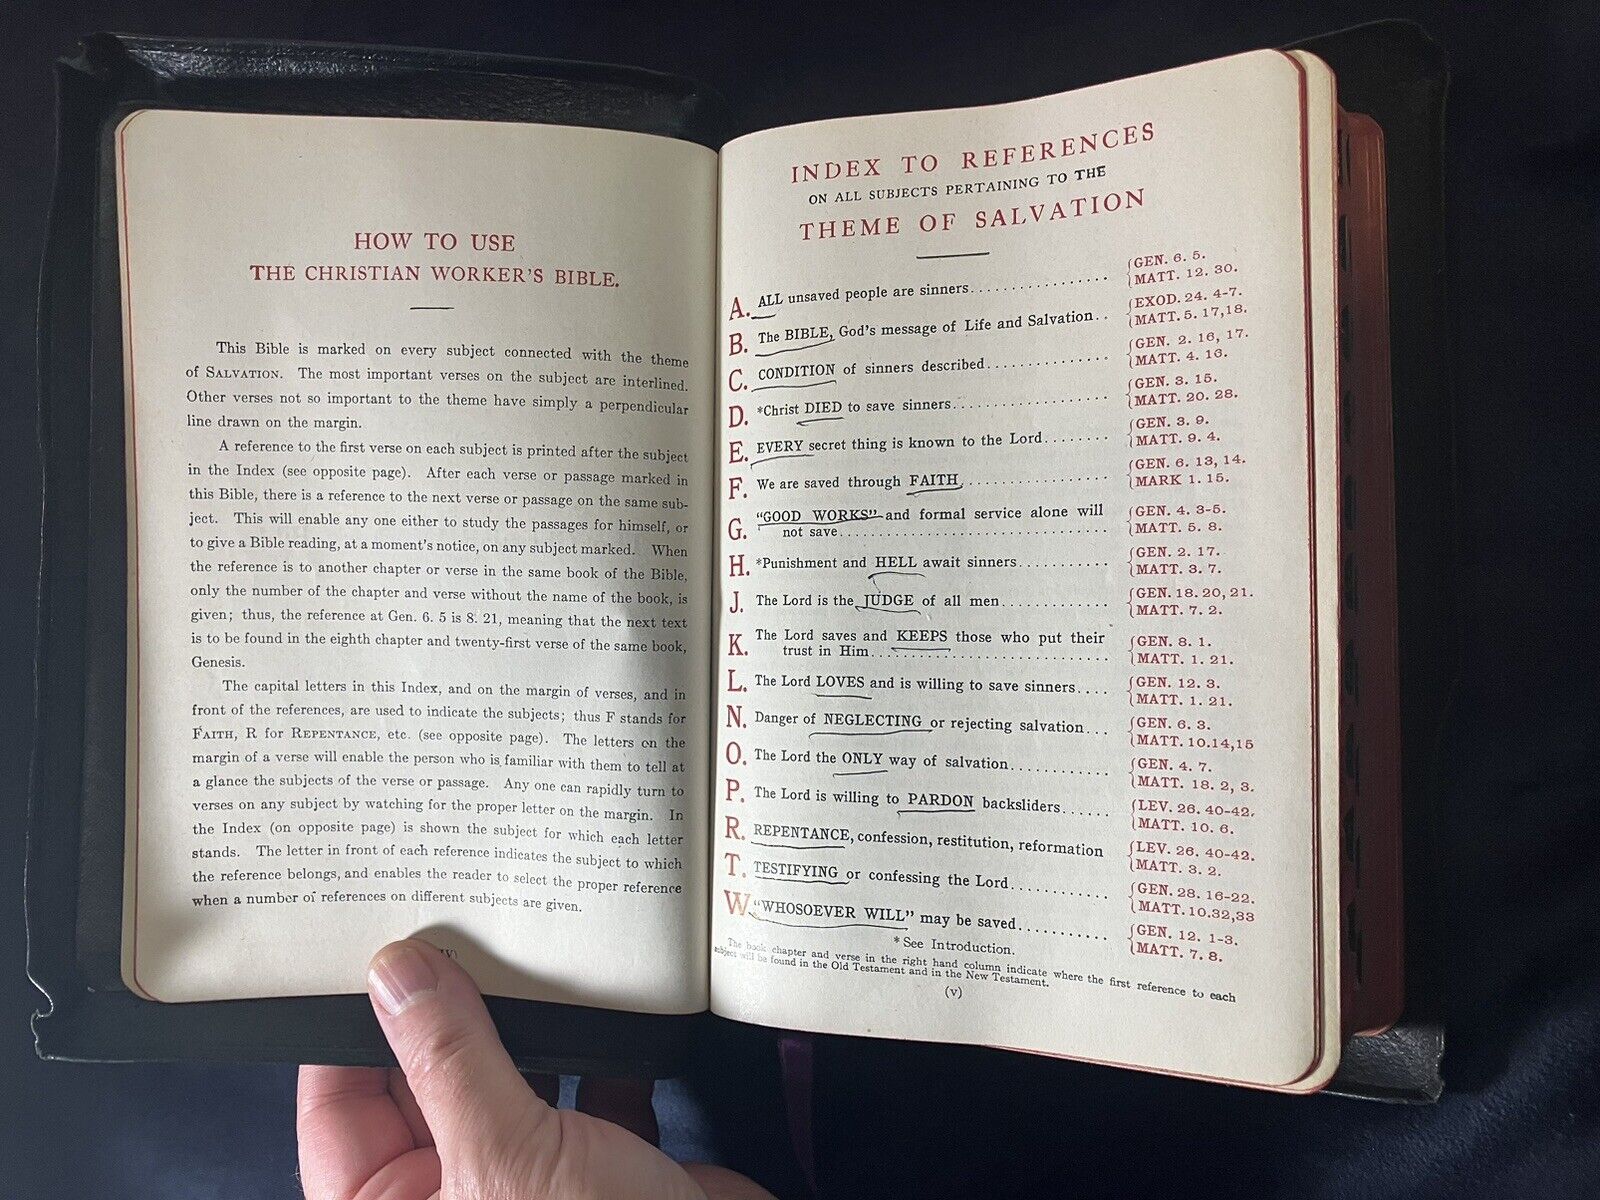 HOW TO USE
THE CHRISTIAN WORKER'S BIBLE.
This Bible is marked on every subject connected with the theme
of SALVATION. The most important verses on the subject are interlined.
Other verses not so important to the theme have simply a perpendicular
line drawn on the margin.
A reference to the first verse on each subject is printed after the subject
in the Index (see opposite page). After each verse or passage marked in
this Bible, there is a reference to the next verse or passage on the same sub-
ject. This will enable any one either to study the passages for himself, or
to give a Bible reading, at a moment's notice, on any subject marked. When
the reference is to another chapter or verse in the same book of the Bible,
only the number of the chapter and verse without the name of the book, is
given; thus, the reference at Gen. 6. 5 is 8. 21, meaning that the next text
is to be found in the eighth chapter and twenty-first verse of the same book,
Genesis.
The capital letters in this Index, and on the margin of verses, and in
front of the references, are used to indicate the subjects; thus F stands for
FAITH, R for REPENTANCE, etc. (see opposite page). The letters on the
margin of a verse will enable the person who is familiar with them to tell at
a glance the subjects of the verse or passage. Any one can rapidly turn to
verses on any subject by watching for the proper letter on the margin. In
the Index (on opposite page) is shown the subject for which each letter
stands. The letter in front of each reference indicates the subject to which
the reference belongs, and enables the reader to select the proper reference
when a number of references on different subjects are given.
IV)
INDEX TO REFERENCES
ON ALL SUBJECTS PERTAINING TO THE
THEME OF SALVATION
A. ALL unsaved people are sinners................. {GEN. 6. 5.
{MATT. 12. 30.
B. The BIBLE, God's message of Life and Salvation.. {EXOD. 24. 4-7.
{MATT. 5. 17,18.
C. CONDITION of sinners described............... {GEN. 2. 16, 17.
{MATT. 4. 16.
D. *Christ DIED to save sinners................... {GEN. 3. 15.
{MATT. 20. 28.
E. EVERY secret thing is known to the Lord........ {GEN. 3. 9.
{MATT. 9. 4.
F. We are saved through FAITH.................. {GEN. 6. 13, 14.
{MARK 1. 15.
G. "GOOD WORKS" and formal service alone will {GEN. 4. 3-5.
not save................................. {MATT. 5. 8.
H. *Punishment and HELL await sinners........... {GEN. 2. 17.
{MATT. 3. 7.
J. The Lord is the JUDGE of all men............. {GEN. 18. 20, 21.
{MATT. 7. 2.
K. The Lord saves and KEEPS those who put their {GEN. 8. 1.
trust in Him............................. {MATT. 1. 21.
L. The Lord LOVES and is willing to save sinners.... {GEN. 12. 3.
{MATT. 1. 21.
N. Danger of NEGLECTING or rejecting salvation... {GEN. 6. 3.
{MATT. 10.14,15
O. The Lord the ONLY way of salvation............ {GEN. 4. 7.
{MATT. 18. 2, 3.
P. The Lord is willing to PARDON backsliders...... {LEV. 26. 40-42.
{MATT. 10. 6.
R. REPENTANCE, confession, restitution, reformation {LEV. 26. 40-42.
{MATT. 3. 2.
T. TESTIFYING or confessing the Lord............ {GEN. 28. 16-22.
{MATT. 10.32,33
W. "WHOSOEVER WILL" may be saved........... {GEN. 12. 1-3.
{MATT. 7. 8.
* See Introduction.
The book chapter and verse in the right hand column indicate where the first reference to each
subject will be found in the Old Testament and in the New Testament.
(v)